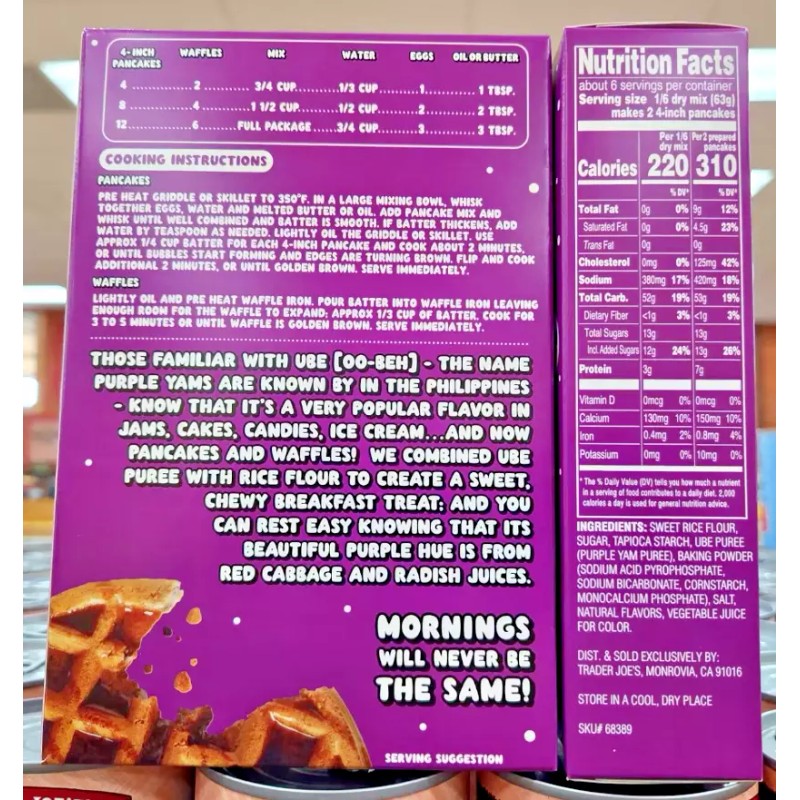 4-INCH PANCAKES WAFFLES MIX WATER EGGS OIL OR BUTTER
4 2 3/4 CUP 1/3 CUP 1 1 TBSP.
8 4 1 1/2 CUP 1/2 CUP 2 2 TBSP.
12 6 FULL PACKAGE 3/4 CUP 3 3 TBSP.
COOKING INSTRUCTIONS
PANCAKES
PRE HEAT GRIDDLE OR SKILLET TO 350°F. IN A LARGE MIXING BOWL, WHISK
TOGETHER EGGS, WATER AND MELTED BUTTER OR OIL. ADD PANCAKE MIX AND
WHISK UNTIL WELL COMBINED AND BATTER IS SMOOTH. IF BATTER THICKENS, ADD
WATER BY TEASPOON AS NEEDED. LIGHTLY OIL THE GRIDDLE OR SKILLET. USE
APPROX 1/4 CUP BATTER FOR EACH 4-INCH PANCAKE AND COOK ABOUT 2 MINUTES,
OR UNTIL BUBBLES START FORMING AND EDGES ARE TURNING BROWN. FLIP AND COOK
ADDITIONAL 2 MINUTES, OR UNTIL GOLDEN BROWN. SERVE IMMEDIATELY.
WAFFLES
LIGHTLY OIL AND PRE HEAT WAFFLE IRON. POUR BATTER INTO WAFFLE IRON LEAVING
ENOUGH ROOM FOR THE WAFFLE TO EXPAND; APPROX 1/3 CUP OF BATTER. COOK FOR
3 TO 5 MINUTES OR UNTIL WAFFLE IS GOLDEN BROWN. SERVE IMMEDIATELY.
THOSE FAMILIAR WITH UBE [OO-BEH] - THE NAME
PURPLE YAMS ARE KNOWN BY IN THE PHILIPPINES
- KNOW THAT IT'S A VERY POPULAR FLAVOR IN
JAMS, CAKES, CANDIES, ICE CREAM...AND NOW
PANCAKES AND WAFFLES! WE COMBINED UBE
PUREE WITH RICE FLOUR TO CREATE A SWEET,
CHEWY BREAKFAST TREAT: AND YOU
CAN REST EASY KNOWING THAT ITS
BEAUTIFUL PURPLE HUE IS FROM
RED CABBAGE AND RADISH JUICES.
MORNINGS
WILL NEVER BE
THE SAME!
SERVING SUGGESTION
Nutrition Facts
about 6 servings per container
Serving size 1/6 dry mix (63g)
makes 2 4-inch pancakes
Per 1/6 dry mix Per 2 prepared pancakes
Calories 220 310
% DV* % DV*
Total Fat 0g 0% 9g 12%
Saturated Fat 0g 0% 4.5g 23%
Trans Fat 0g 0g
Cholesterol 0mg 0% 125mg 42%
Sodium 380mg 17% 420mg 18%
Total Carb. 52g 19% 53g 19%
Dietary Fiber <1g 3% <1g 3%
Total Sugars 13g 13g
Incl. Added Sugars 12g 24% 13g 26%
Protein 3g 7g
Vitamin D 0mcg 0% 0mcg 0%
Calcium 130mg 10% 150mg 10%
Iron 0.4mg 2% 0.8mg 4%
Potassium 0mg 0% 10mg 0%
* The % Daily Value (DV) tells you how much a nutrient
in a serving of food contributes to a daily diet. 2,000
calories a day is used for general nutrition advice.
INGREDIENTS: SWEET RICE FLOUR,
SUGAR, TAPIOCA STARCH, UBE PUREE
(PURPLE YAM PUREE), BAKING POWDER
(SODIUM ACID PYROPHOSPHATE,
SODIUM BICARBONATE, CORNSTARCH,
MONOCALCIUM PHOSPHATE), SALT,
NATURAL FLAVORS, VEGETABLE JUICE
FOR COLOR.
DIST. & SOLD EXCLUSIVELY BY:
TRADER JOE'S, MONROVIA, CA 91016
STORE IN A COOL, DRY PLACE
SKU# 68389